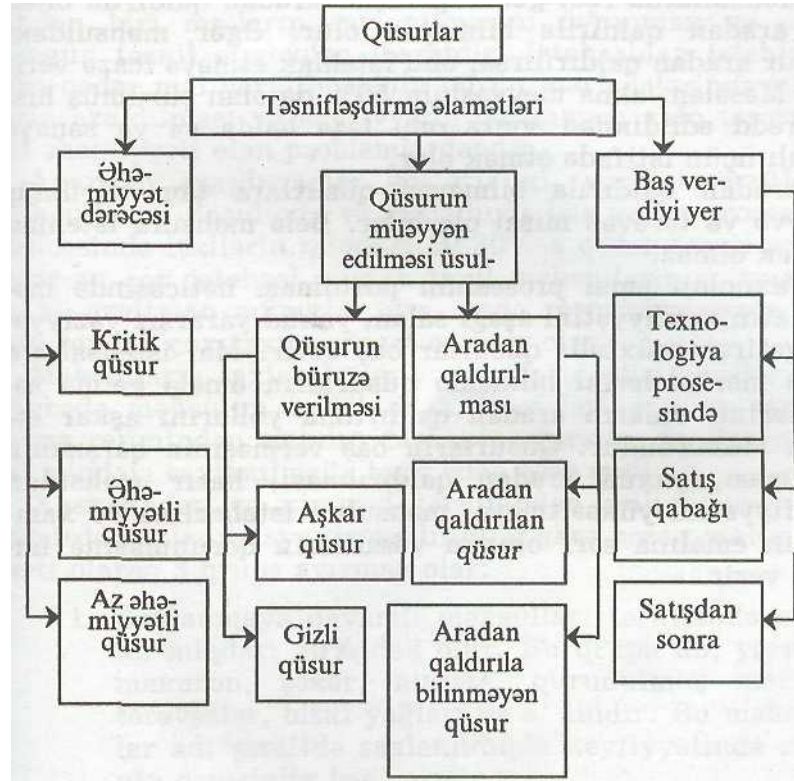 Qüsurlar
Təsnifləşdirmə əlamətləri
Əhə-
miyyət
dərəcəsi
Qüsurun
müəyyən
edilməsi üsul-
Baş ver-
diyi yer
Kritik
qüsur
Qüsurun
büruzə
verilməsi
Aradan
qaldırıl-
ması
Texno-
logiya
prose-
sində
Əhə-
miyyətli
qüsur
Aşkar
qüsur
Aradan
qaldırılan
qüsur
Satış
qabağı
Az əhə-
miyyətli
qüsur
Gizli
qüsur
Aradan
qaldırıla
bilinməyən
qüsur
Satışdan
sonra